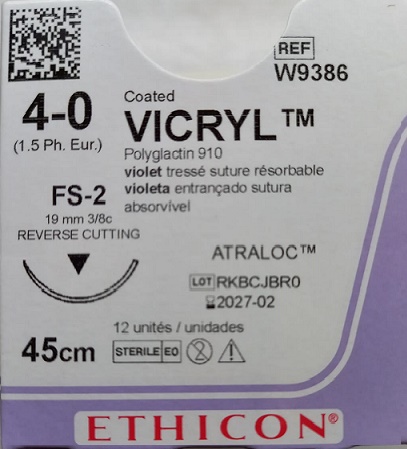 REF
W9386
4-0
(1.5 Ph. Eur.)
Coated
VICRYL™
Polyglactin 910
violet tressé suture résorbable
violeta entrançado sutura
absorvível
FS-2
19 mm 3/8c
REVERSE CUTTING
ATRALOC™
LOT RKBCJBR0
2027-02
12 unités / unidades
45cm
STERILE EO
2
ETHICON®